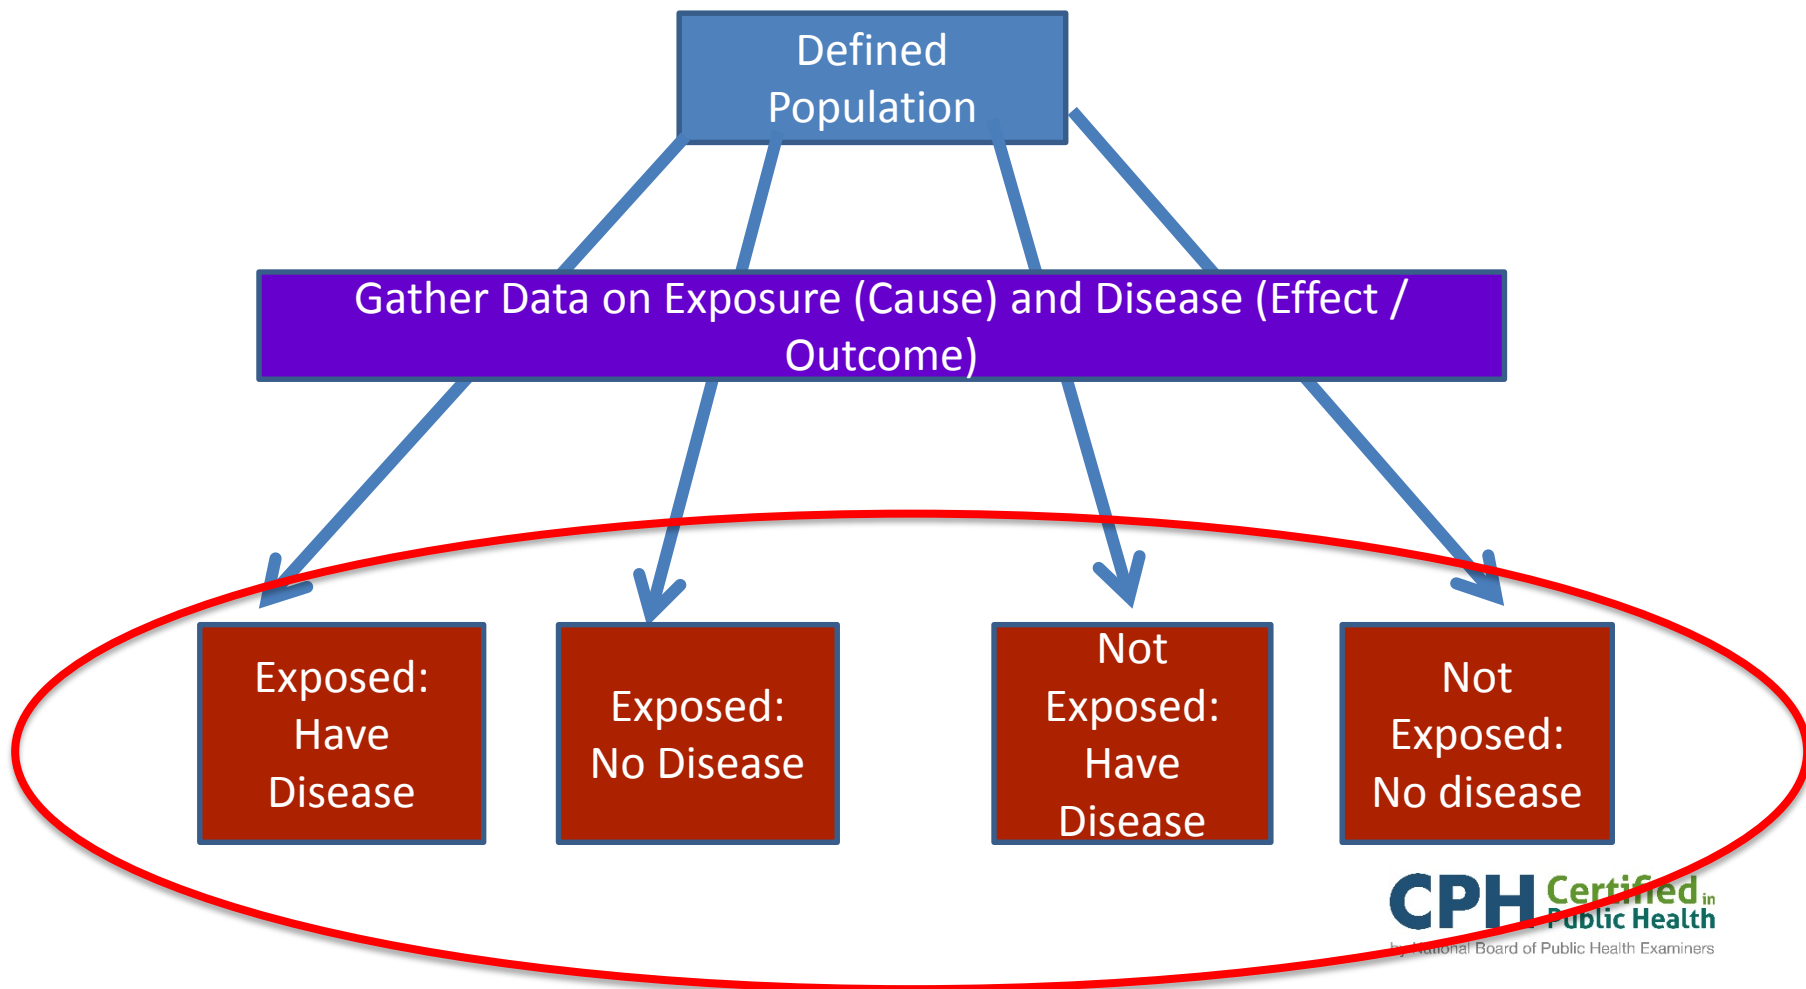 Defined
Population
Gather Data on Exposure (Cause) and Disease (Effect /
Outcome)
Exposed:
Have
Disease
Exposed:
No Disease
Not
Exposed:
Have
Disease
Not
Exposed:
No disease
CPH Certified in
Public Health
by National Board of Public Health Examiners